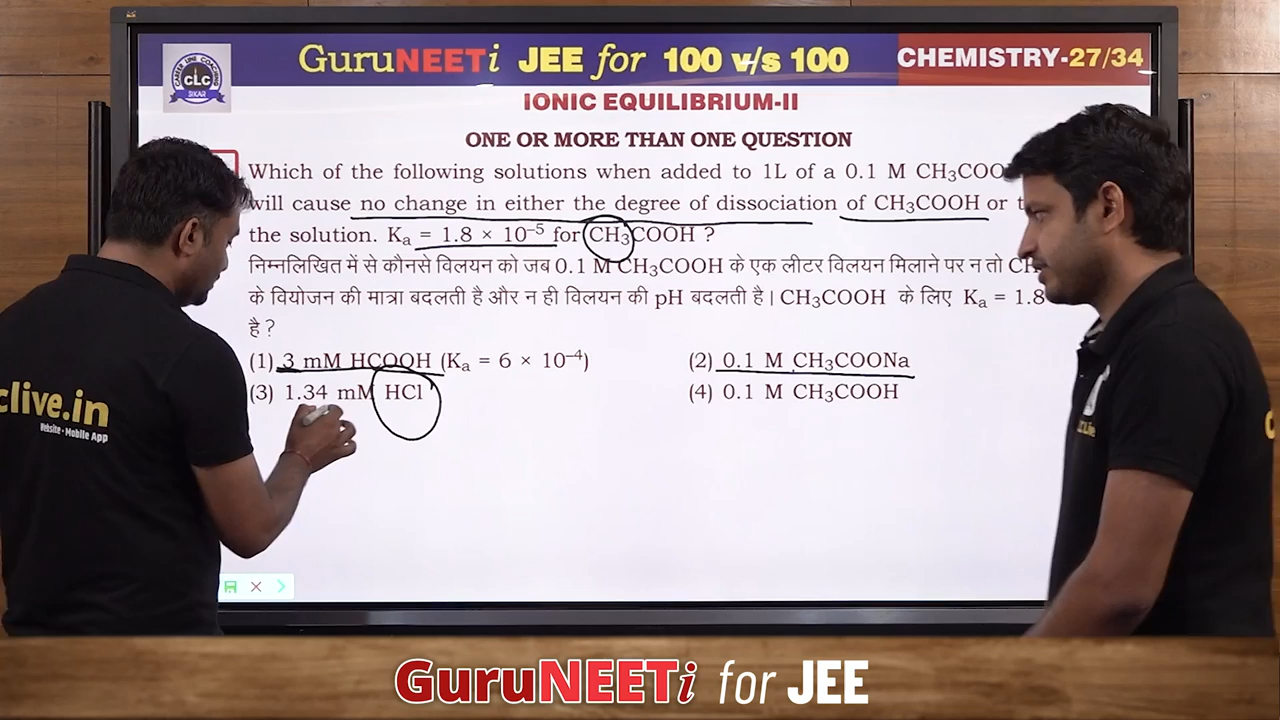 GuruNEETi JEE for 100 v/s 100
CHEMISTRY-27/34
CAREER LINE COACHING
CLC
SIKAR
IONIC EQUILIBRIUM-II
ONE OR MORE THAN ONE QUESTION
Which of the following solutions when added to 1L of a 0.1 M CH₃COO
will cause no change in either the degree of dissociation of CH₃COOH or
the solution. Kₐ = 1.8 × 10⁻⁵ for CH₃COOH ?
निम्नलिखित में से कौनसे विलयन को जब 0.1 M CH₃COOH के एक लीटर विलयन मिलाने पर न तो CH
के वियोजन की मात्रा बदलती है और न ही विलयन की pH बदलती है। CH₃COOH के लिए Kₐ = 1.8
है ?
(1) 3 mM HCOOH (Kₐ = 6 × 10⁻⁴)
(2) 0.1 M CH₃COONa
(3) 1.34 mM HCl
(4) 0.1 M CH₃COOH
clive.in
Website•Mobile App
GuruNEETi for JEE